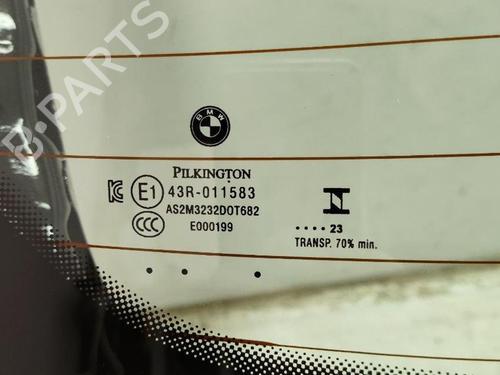 B-PARTS
BMW
PILKINGTON
E1 43R-011583
AS2M3232DOT682
CCC E000199
N
.... 23
TRANSP. 70% min.